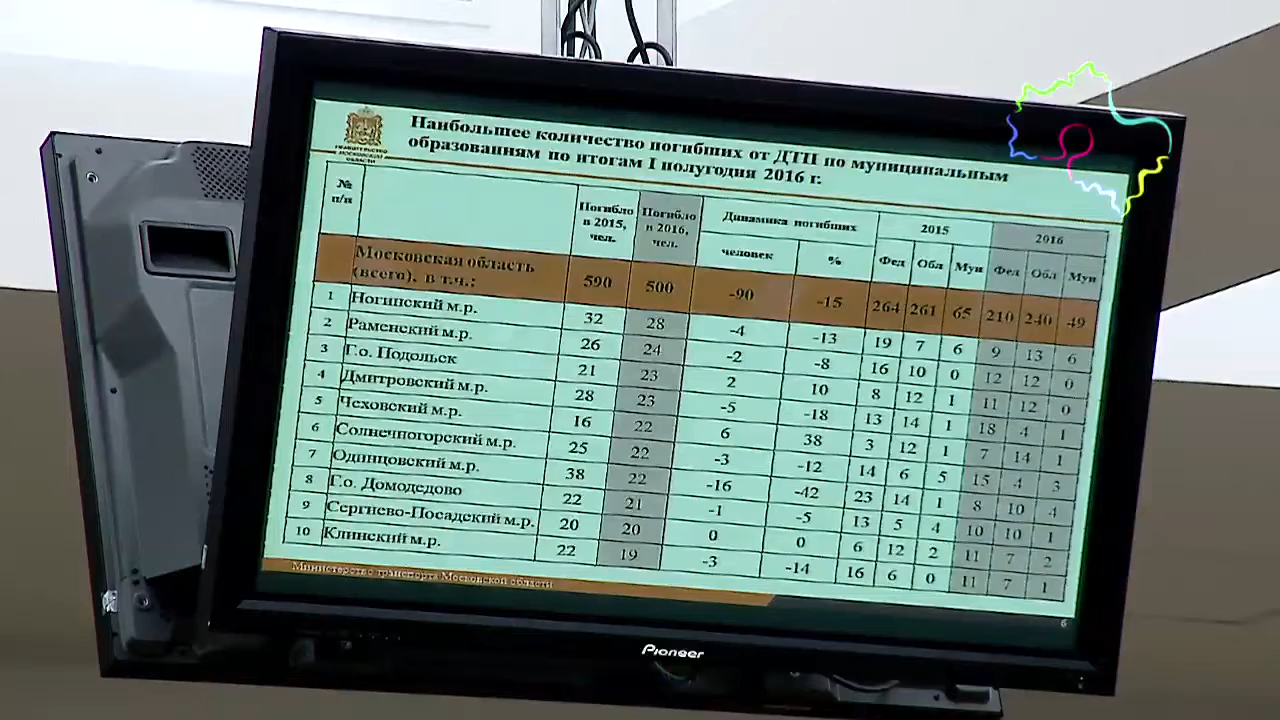 ПРАВИТЕЛЬСТВО
МОСКОВСКОЙ
ОБЛАСТИ
Наибольшее количество погибших от ДТП по муниципальным
образованиям по итогам I полугодия 2016 г.
№ п/п Погибло в 2015, чел. Погибло в 2016, чел. Динамика погибших 2015 2016
человек % Фед Обл Мун Фед Обл Мун
Московская область (всего), в т.ч.: 590 500 -90 -15 264 261 65 210 240 49
1 Ногинский м.р. 32 28 -4 -13 19 7 6 9 13 6
2 Раменский м.р. 26 24 -2 -8 16 10 0 12 12 0
3 Г.о. Подольск 21 23 2 10 8 12 1 11 12 0
4 Дмитровский м.р. 28 23 -5 -18 13 14 1 18 4 1
5 Чеховский м.р. 16 22 6 38 3 12 1 7 14 1
6 Солнечногорский м.р. 25 22 -3 -12 14 6 5 15 4 3
7 Одинцовский м.р. 38 22 -16 -42 23 14 1 8 10 4
8 Г.о. Домодедово 22 21 -1 -5 13 5 4 10 10 1
9 Сергиево-Посадский м.р. 20 20 0 0 6 12 2 11 7 2
10 Клинский м.р. 22 19 -3 -14 16 6 0 11 7 1
Министерство транспорта Московской области
6
Pioneer